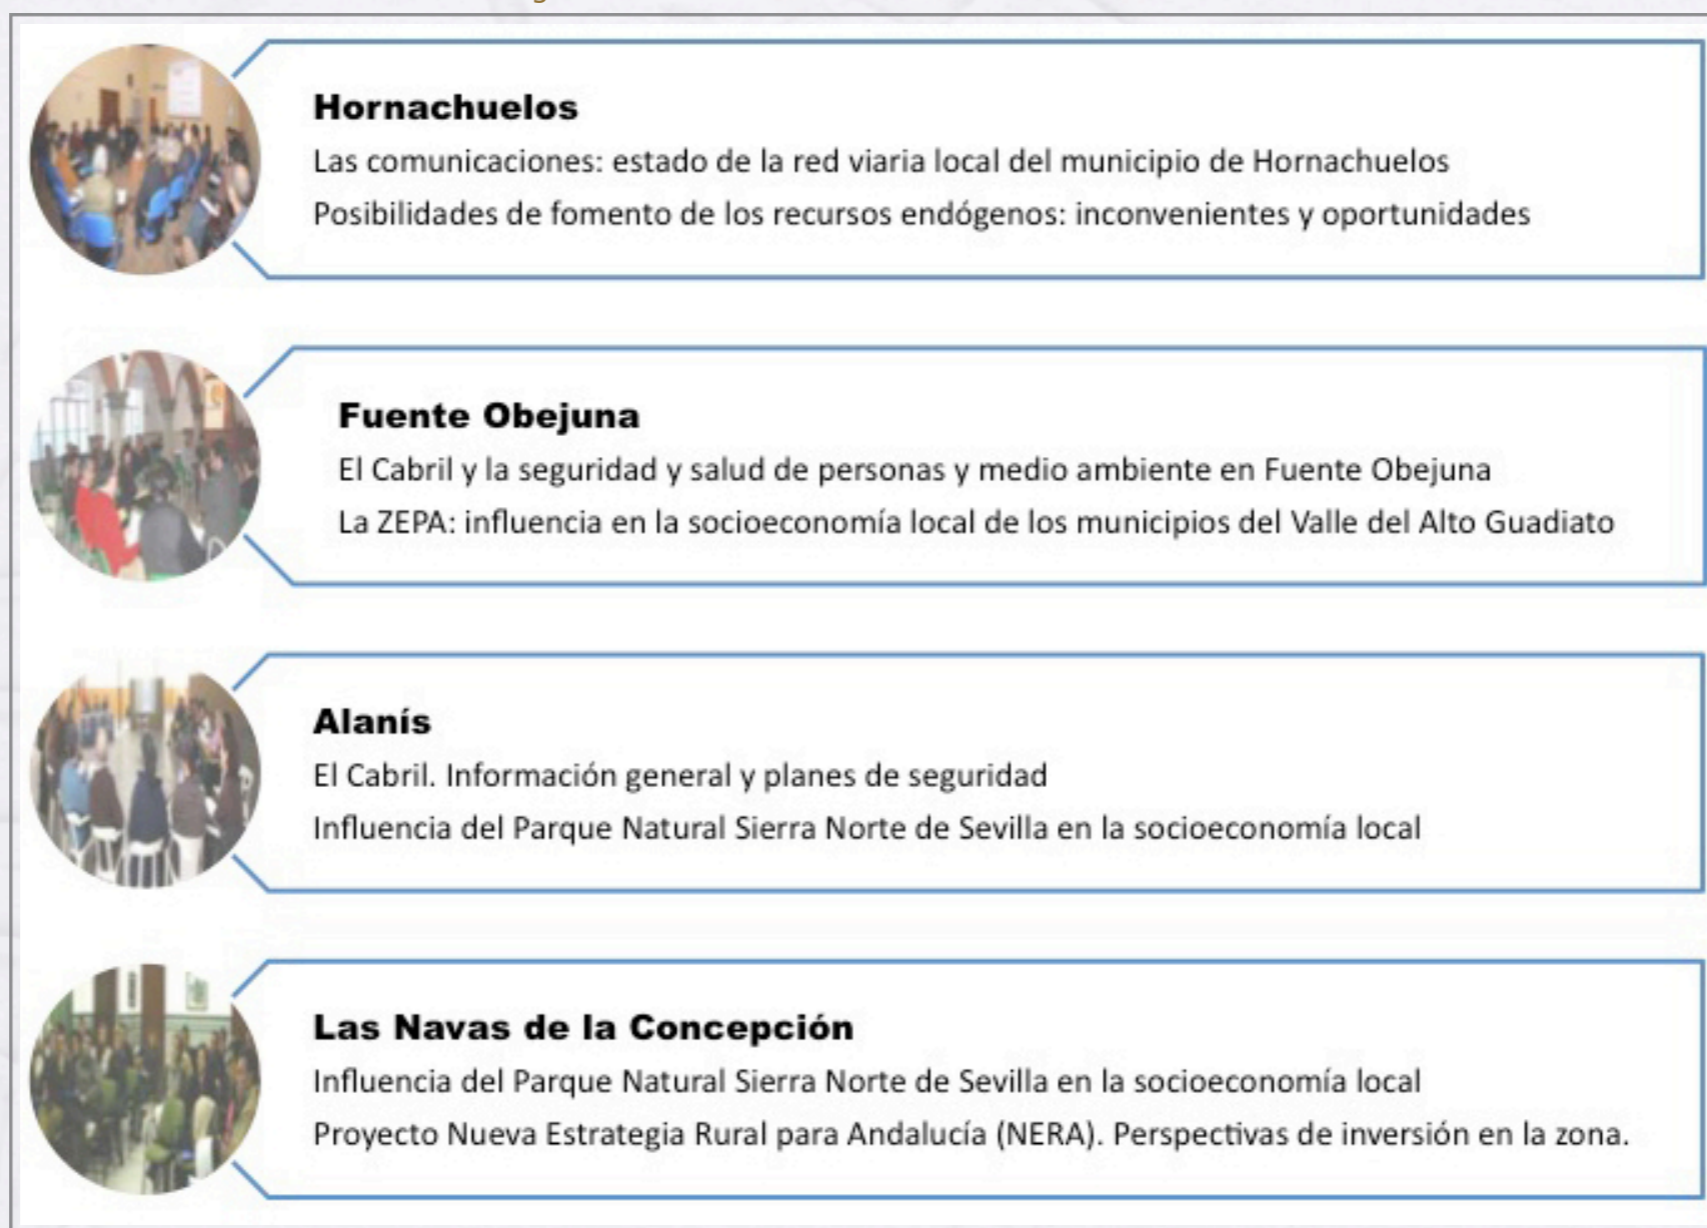 Hornachuelos
Las comunicaciones: estado de la red viaria local del municipio de Hornachuelos
Posibilidades de fomento de los recursos endógenos: inconvenientes y oportunidades
Fuente Obejuna
El Cabril y la seguridad y salud de personas y medio ambiente en Fuente Obejuna
La ZEPA: influencia en la socioeconomía local de los municipios del Valle del Alto Guadiato
Alanís
El Cabril. Información general y planes de seguridad
Influencia del Parque Natural Sierra Norte de Sevilla en la socioeconomía local
Las Navas de la Concepción
Influencia del Parque Natural Sierra Norte de Sevilla en la socioeconomía local
Proyecto Nueva Estrategia Rural para Andalucía (NERA). Perspectivas de inversión en la zona.